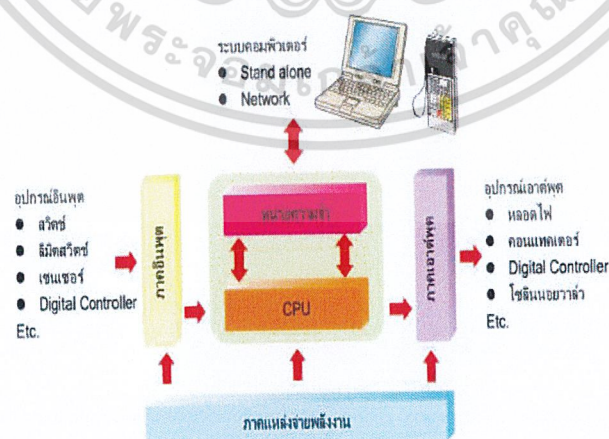 ระบบคอมพิวเตอร์
● Stand alone
● Network
อุปกรณ์อินพุต
● สวิตซ์
● ลิมิตสวิตซ์
● เซนเซอร์
● Digital Controller
Etc.
ภาคอินพุต
หน่วยความจำ
CPU
ภาคเอาต์พุต
อุปกรณ์เอาต์พุต
● หลอดไฟ
● คอนแทคเตอร์
● Digital Controller
● โซลินนอยวาล์ว
Etc.
ภาคแหล่งจ่ายพลังงาน